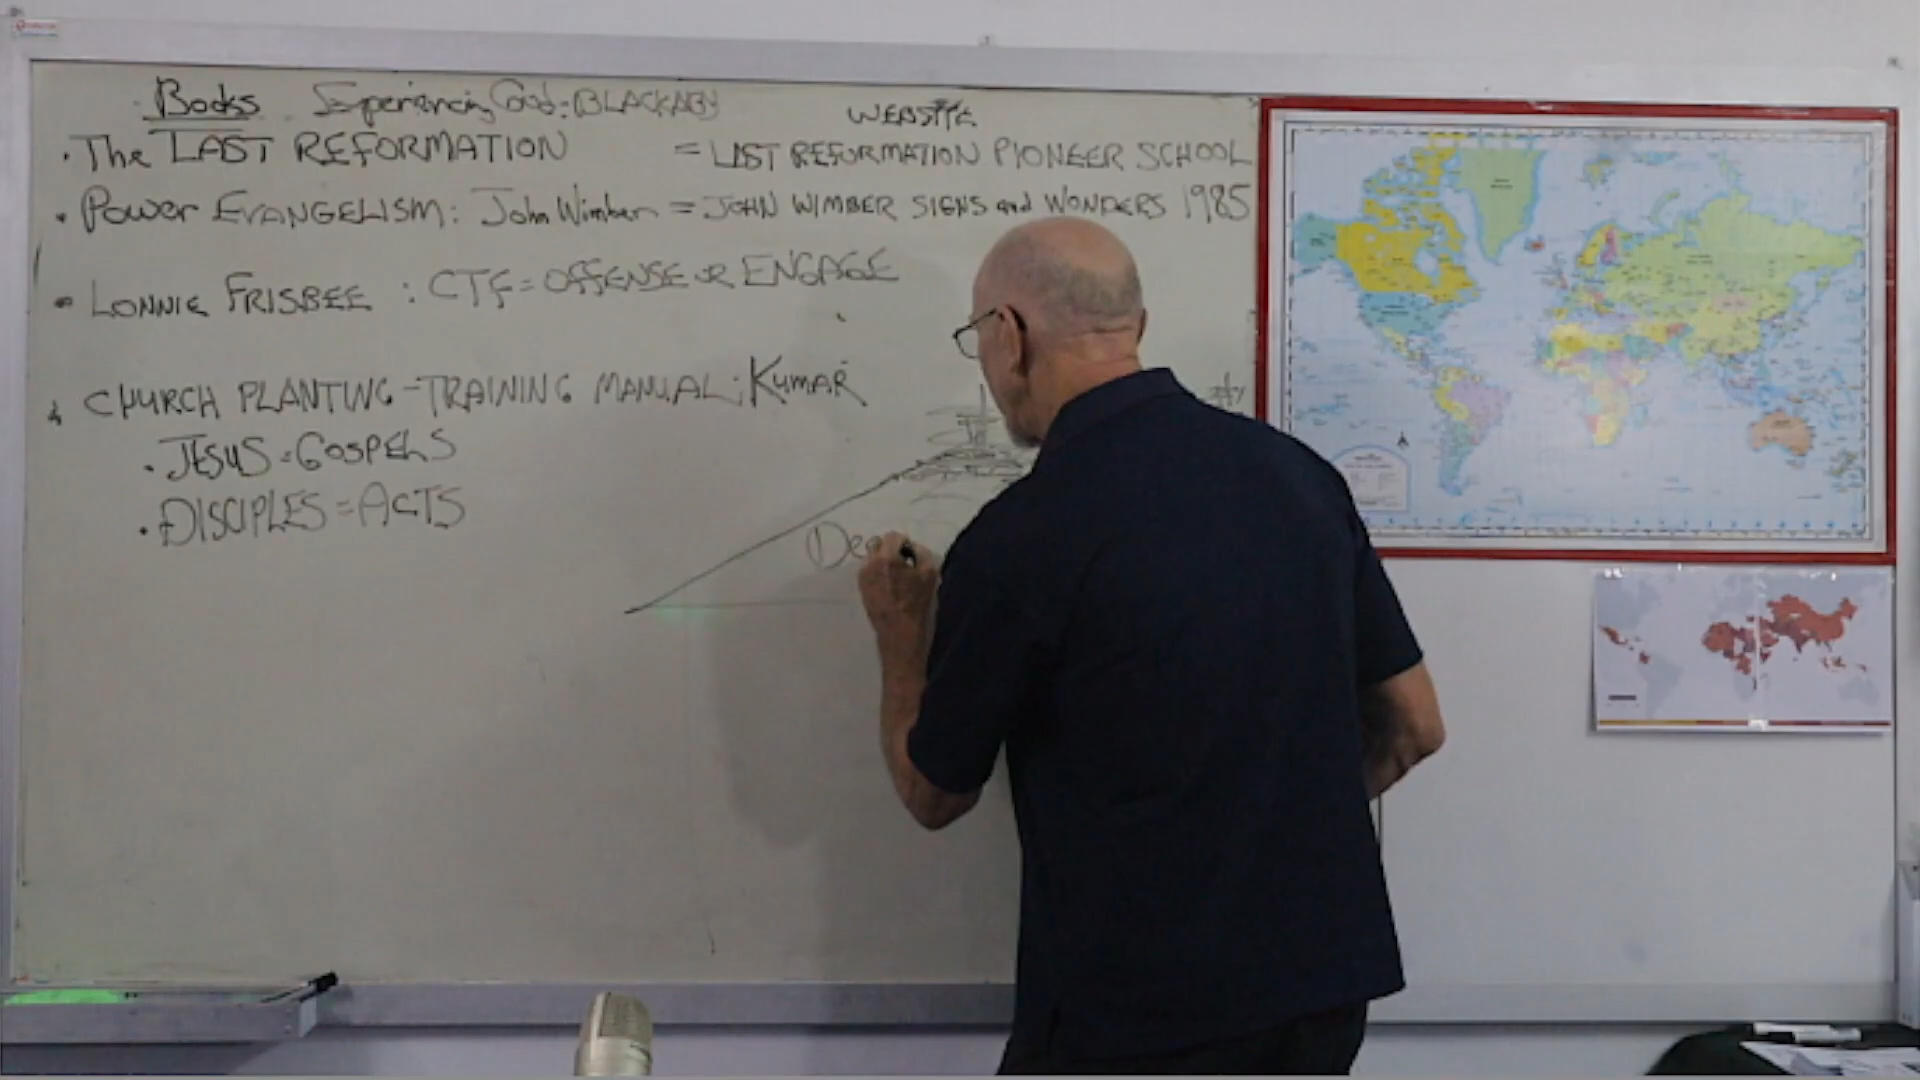 Books Experiencing God: BLACKABY
WEBSITE
• The LAST REFORMATION = LAST REFORMATION PIONEER SCHOOL
• POWER EVANGELISM: John Wimber = JOHN WIMBER SIGNS and WONDERS 1985
• LONNIE FRISBEE : CTF = OFFENSE or ENGAGE
• CHURCH PLANTING - TRAINING MANUAL: KUMAR
• JESUS = GOSPELS
• DISCIPLES = ACTS